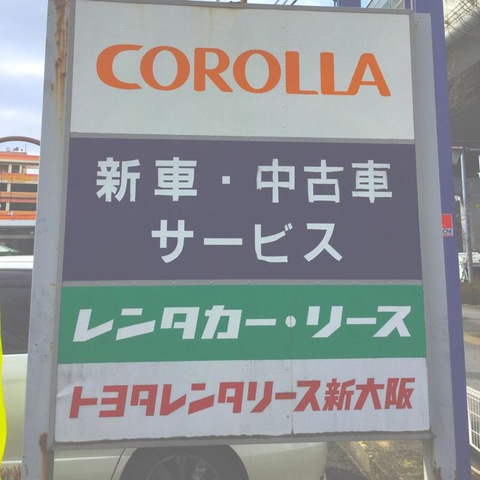 COROLLA
新車・中古車
サービス
レンタカー・リース
トヨタレンタリース新大阪